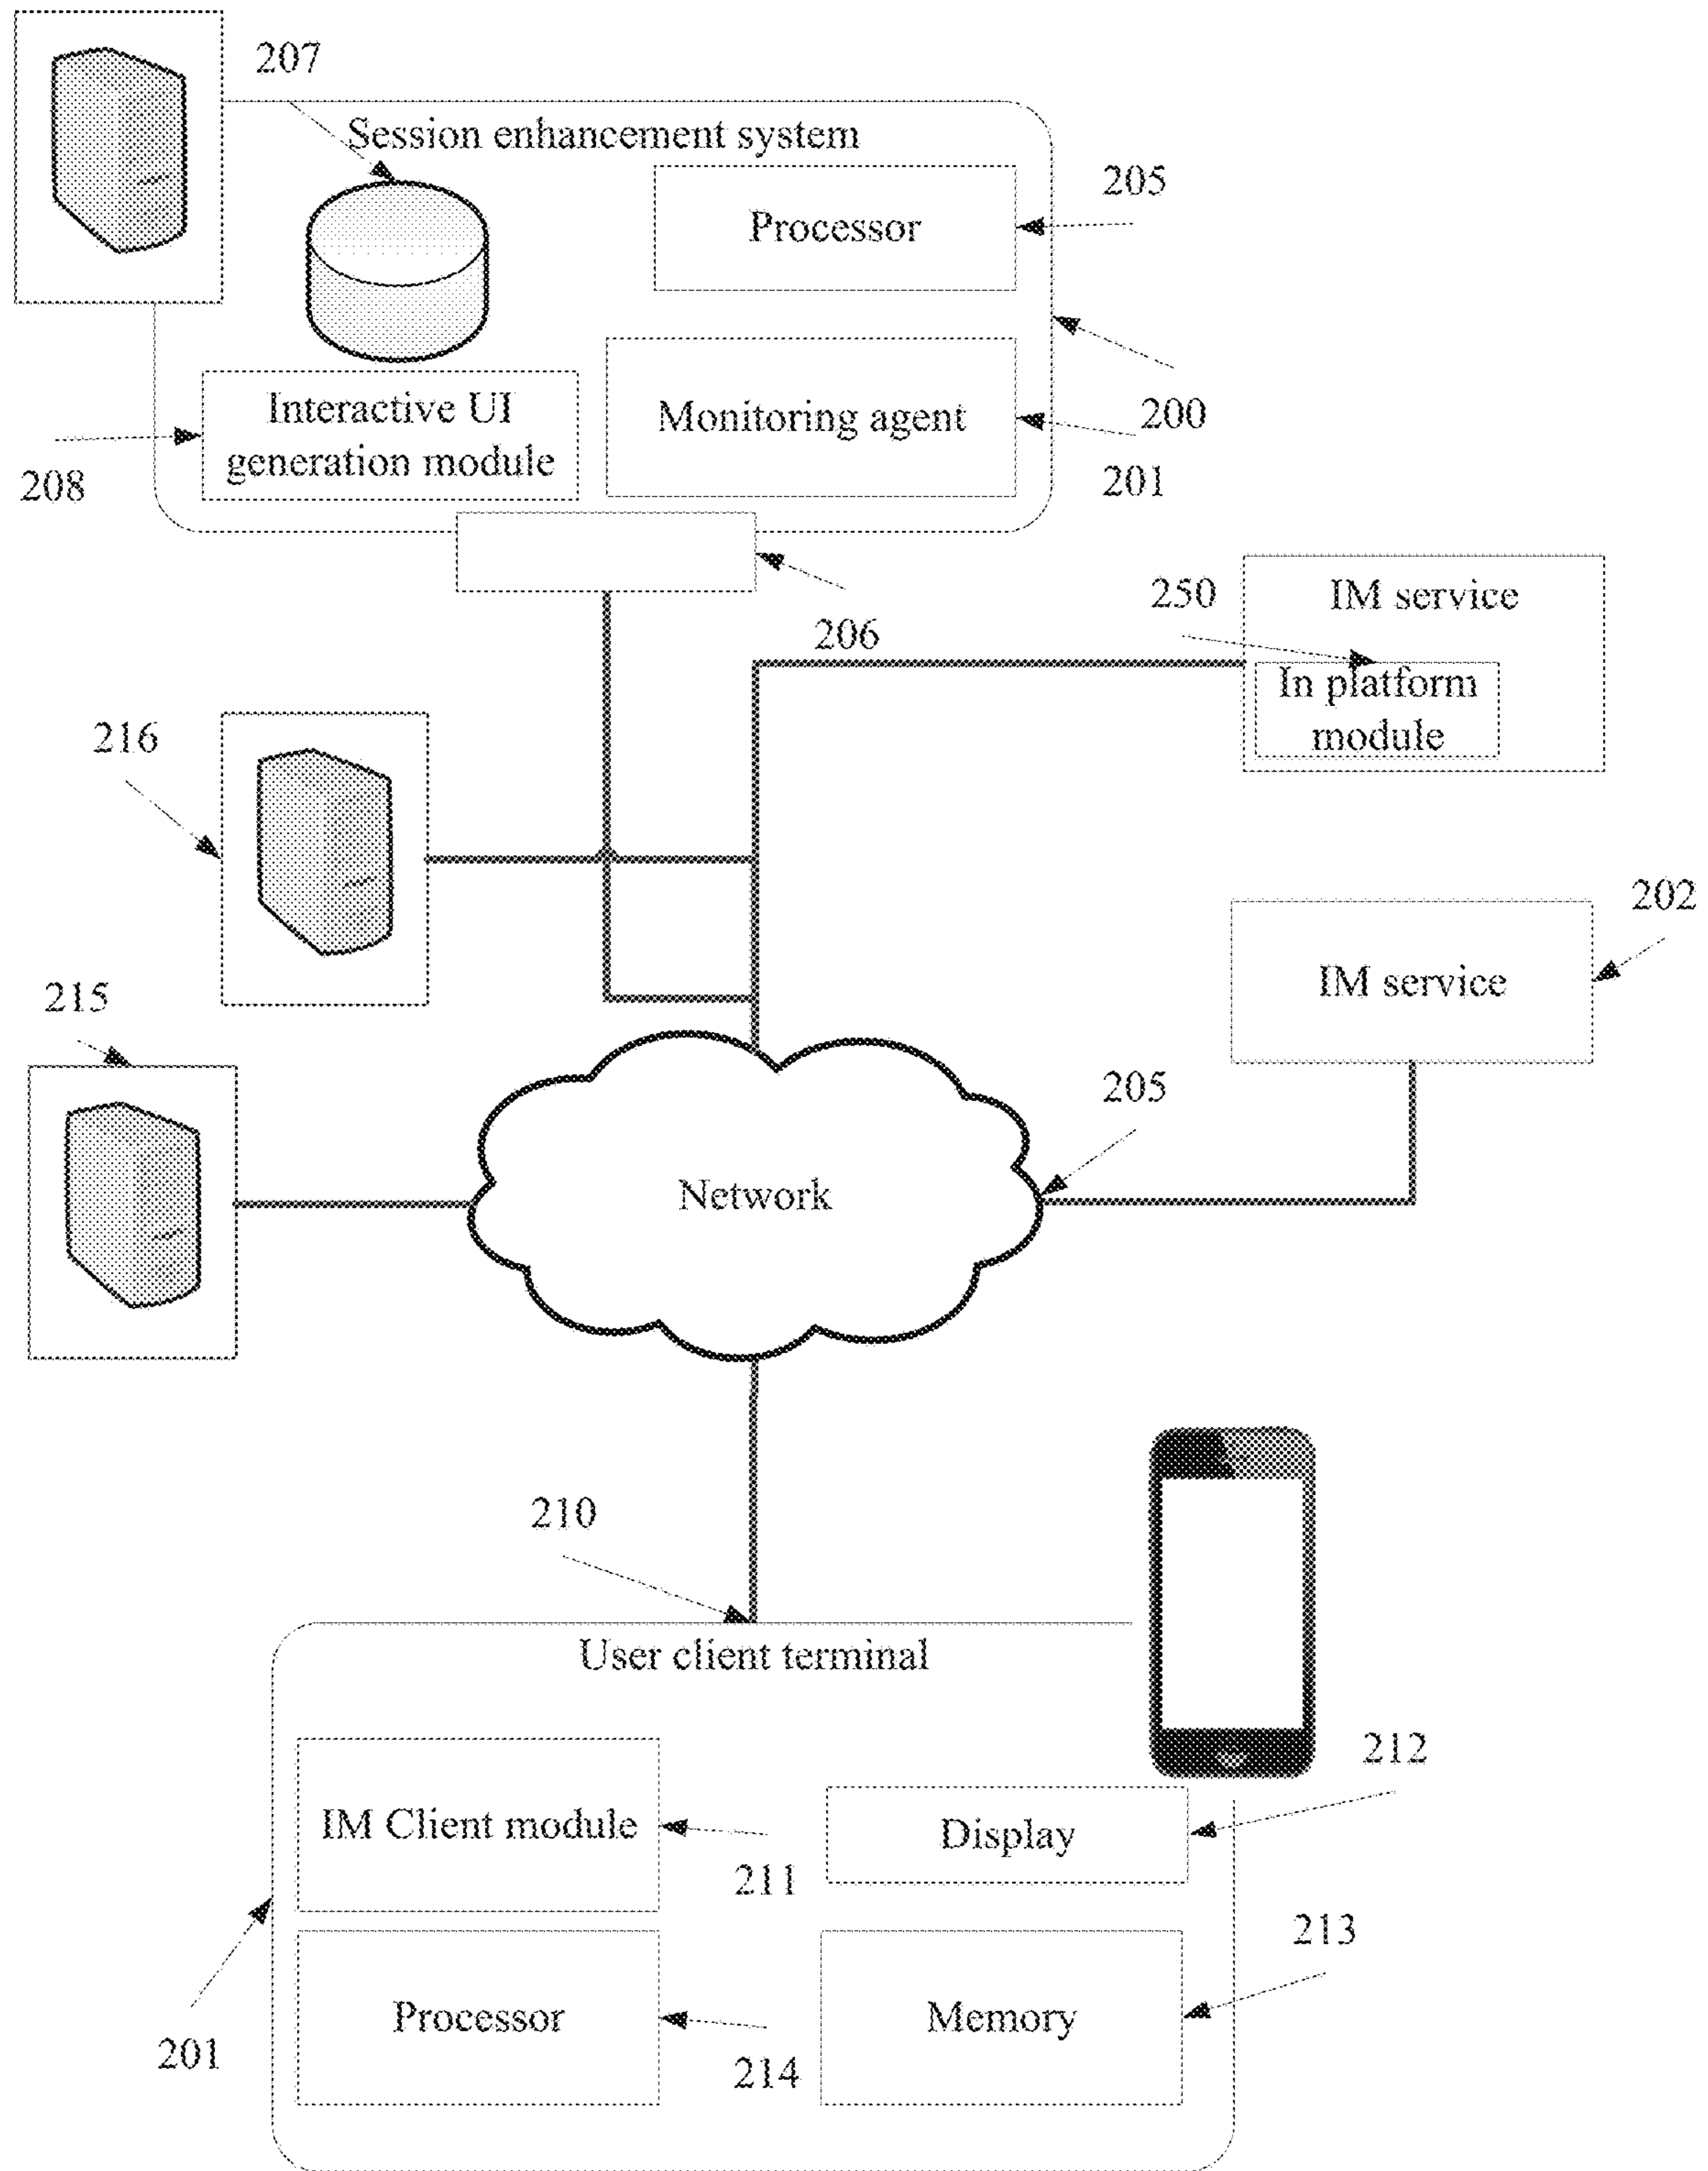 207
Session enhancement system
205
Processor
Interactive UI
generation module
Monitoring agent
200
208
201
206
250
IM service
In platform
module
216
202
IM service
215
205
Network
210
User client terminal
212
IM Client module
Display
211
213
Processor
Memory
201
214